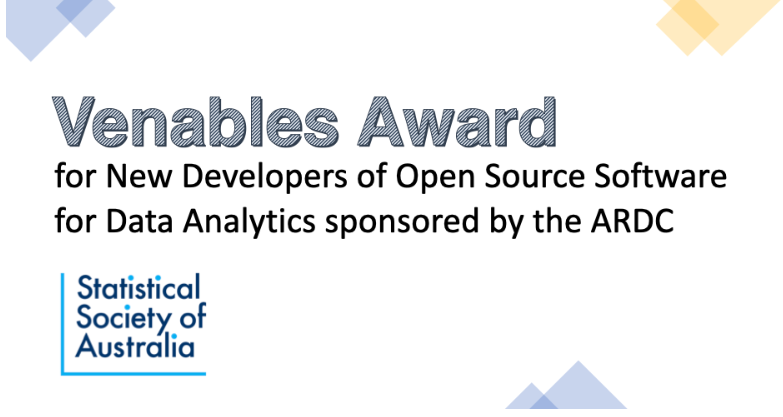 Venables Award
for New Developers of Open Source Software
for Data Analytics sponsored by the ARDC
Statistical
Society of
Australia